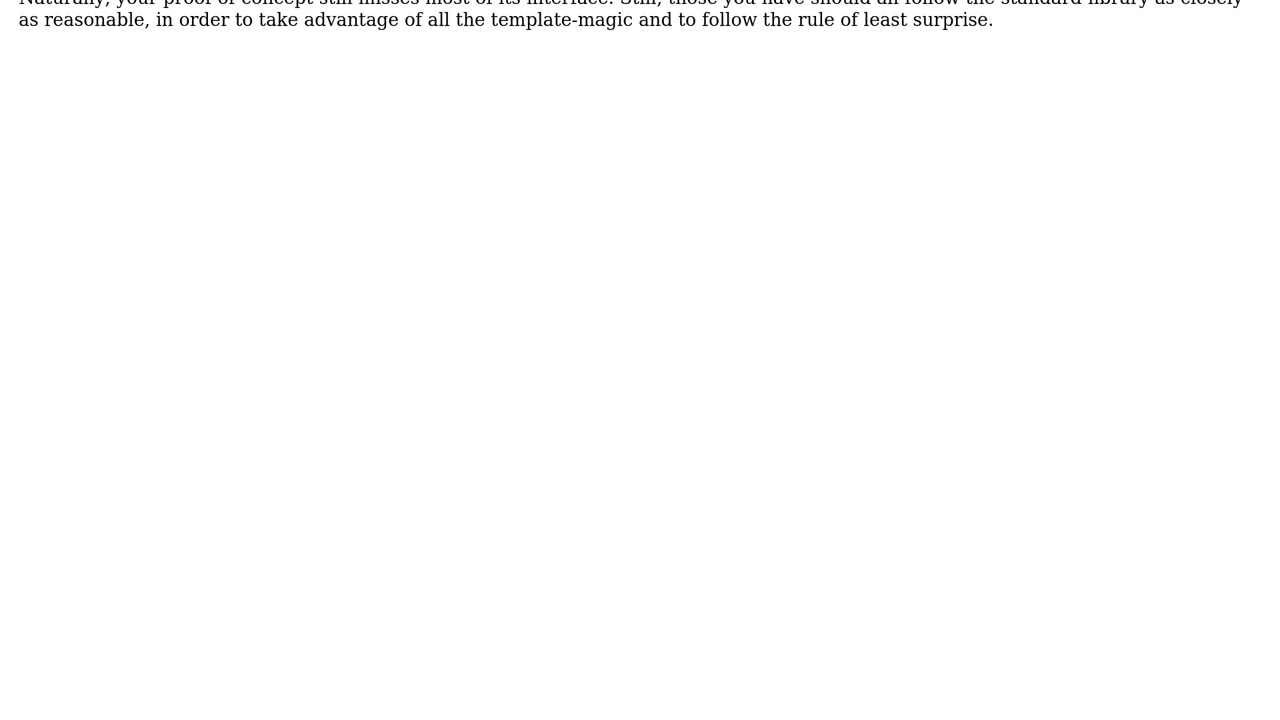 Naturally, your proof of concept still misses most of its interface. Still, those you have should all follow the standard library as closely
as reasonable, in order to take advantage of all the template-magic and to follow the rule of least surprise.